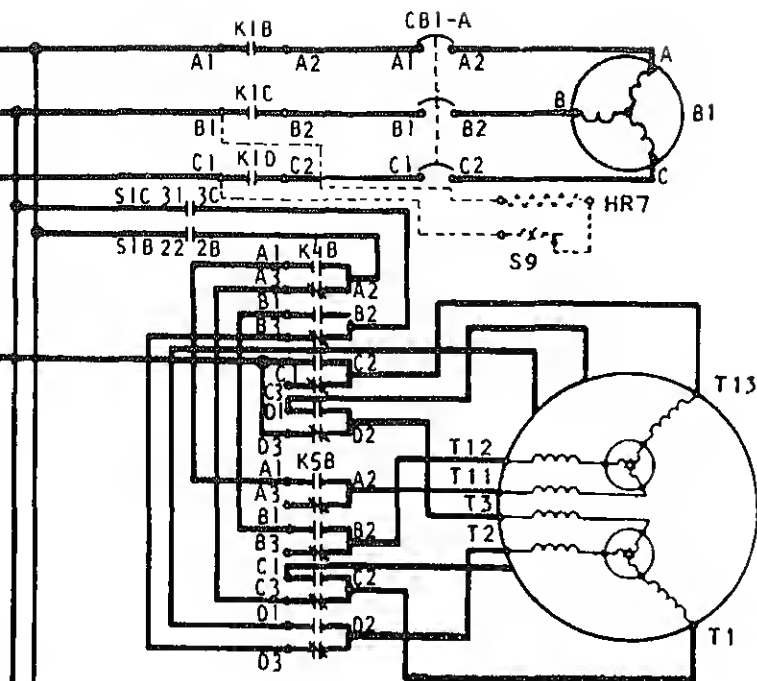 K1B CB1-A
A1 A2 A1 A2 A
K1C B B1
B1 B2 B1 B2
C1 K1D C2 C1 C2 C
S1C 31 3C HR7
S1B 22 2B K4B S9
A1
A3 A2
B1 B2
B3
C2
C1
C3
D1 T13
D3 D2
K5B T12
A1 A2 T11
A3 T3
B1 B2 T2
B3
C1 C2
C3
D1 D2 T1
D3